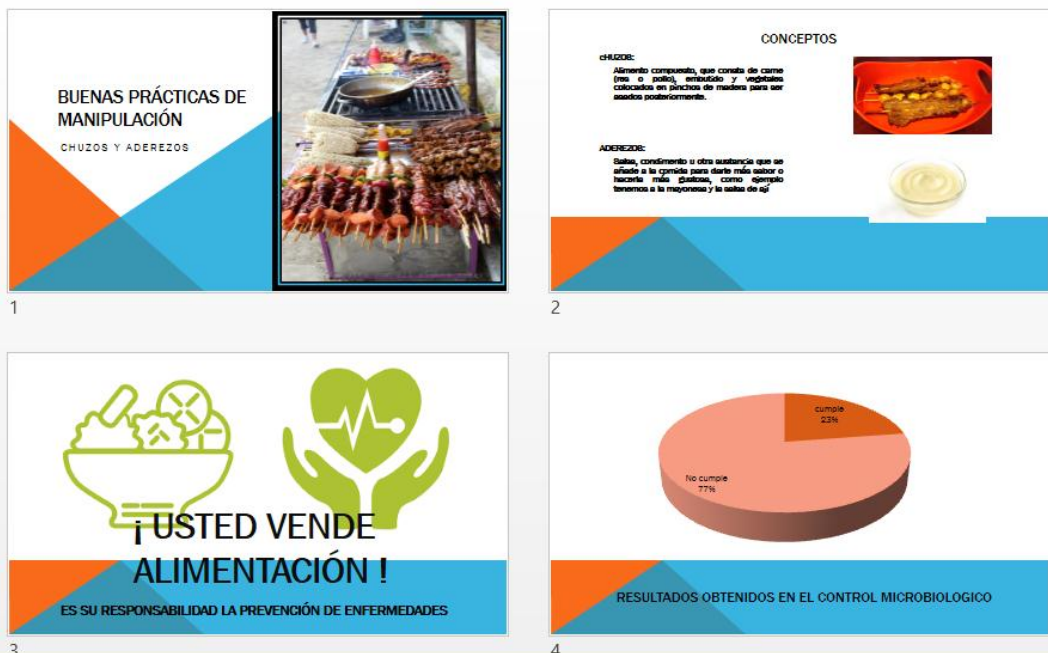 BUENAS PRÁCTICAS DE
MANIPULACIÓN
CHUZOS Y ADEREZOS
1
CONCEPTOS
cHUZOS:
Alimento compuesto, que consta de carne
(res o pollo), embutido y vegetales
colocados en pinchos de madera para ser
asados posteriormente.
ADEREZOS:
Salsa, condimento u otra sustancia que se
añade a la comida para darle más sabor o
hacerla más gustosa, como ejemplo
tenemos a la mayonesa y la salsa de ají
2
¡ USTED VENDE
ALIMENTACIÓN !
ES SU RESPONSABILIDAD LA PREVENCIÓN DE ENFERMEDADES
3
cumple
23%
No cumple
77%
RESULTADOS OBTENIDOS EN EL CONTROL MICROBIOLOGICO
4